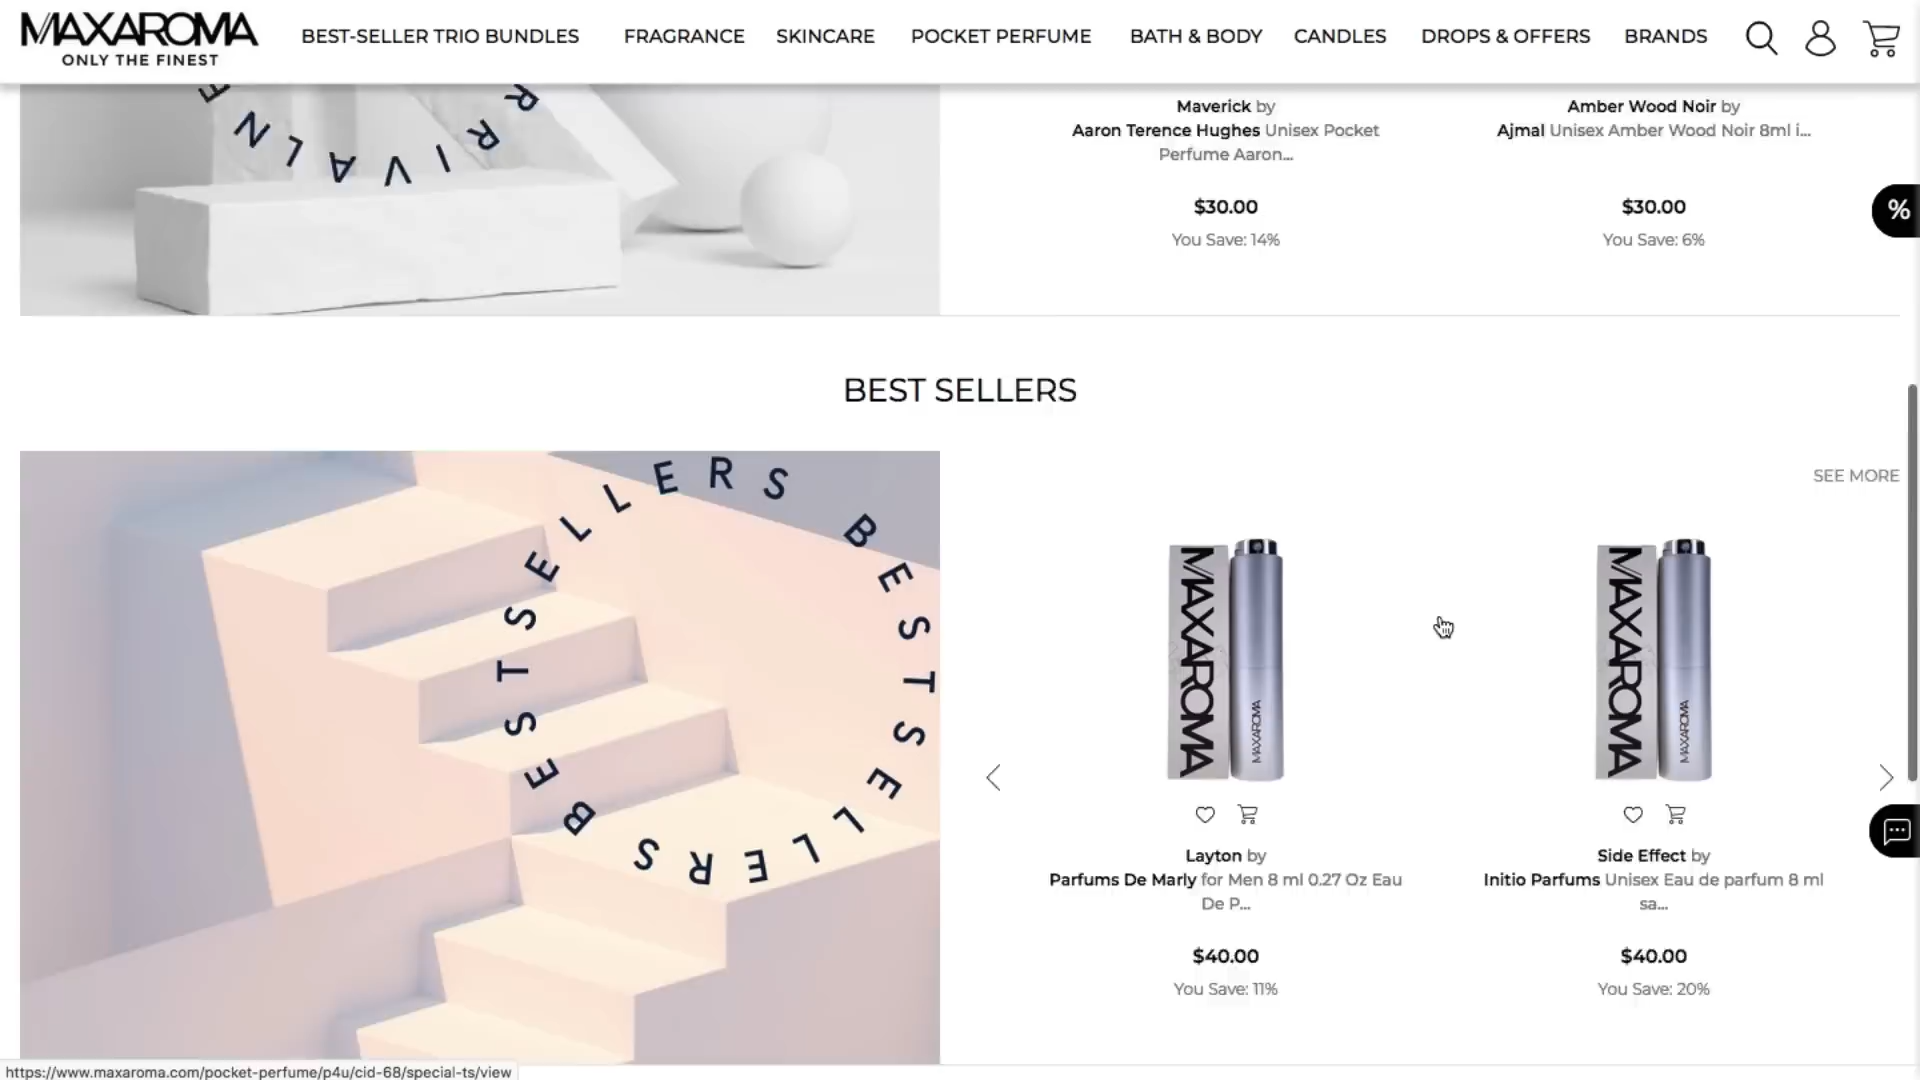 MAXAROMA
ONLY THE FINEST
BEST-SELLER TRIO BUNDLES
FRAGRANCE
SKINCARE
POCKET PERFUME
BATH & BODY
CANDLES
DROPS & OFFERS
BRANDS
RRIVALNE
Maverick by
Aaron Terence Hughes Unisex Pocket
Perfume Aaron...
$30.00
You Save: 14%
Amber Wood Noir by
Ajmal Unisex Amber Wood Noir 8ml i...
$30.00
You Save: 6%
%
BEST SELLERS
BEST SELLERS BEST SELLERS
SEE MORE
MAXAROMA
MAXAROMA
MAXAROMA
MAXAROMA
Layton by
Parfums De Marly for Men 8 ml 0.27 Oz Eau
De P...
$40.00
You Save: 11%
Side Effect by
Initio Parfums Unisex Eau de parfum 8 ml
sa...
$40.00
You Save: 20%
https://www.maxaroma.com/pocket-perfume/p4u/cid-68/special-ts/view